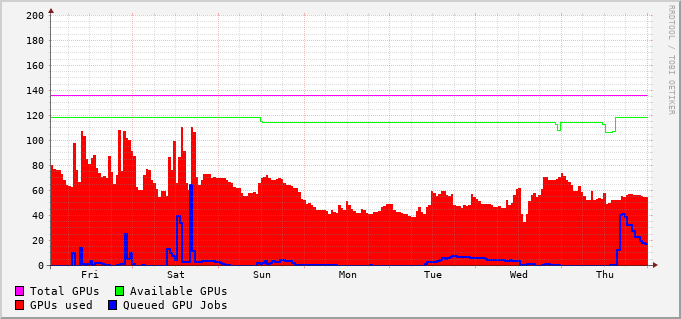 RRDTOOL / TOBI OETIKER
200
180
160
140
120
100
80
60
40
20
0
Fri Sat Sun Mon Tue Wed Thu
Total GPUs Available GPUs
GPUs used Queued GPU Jobs